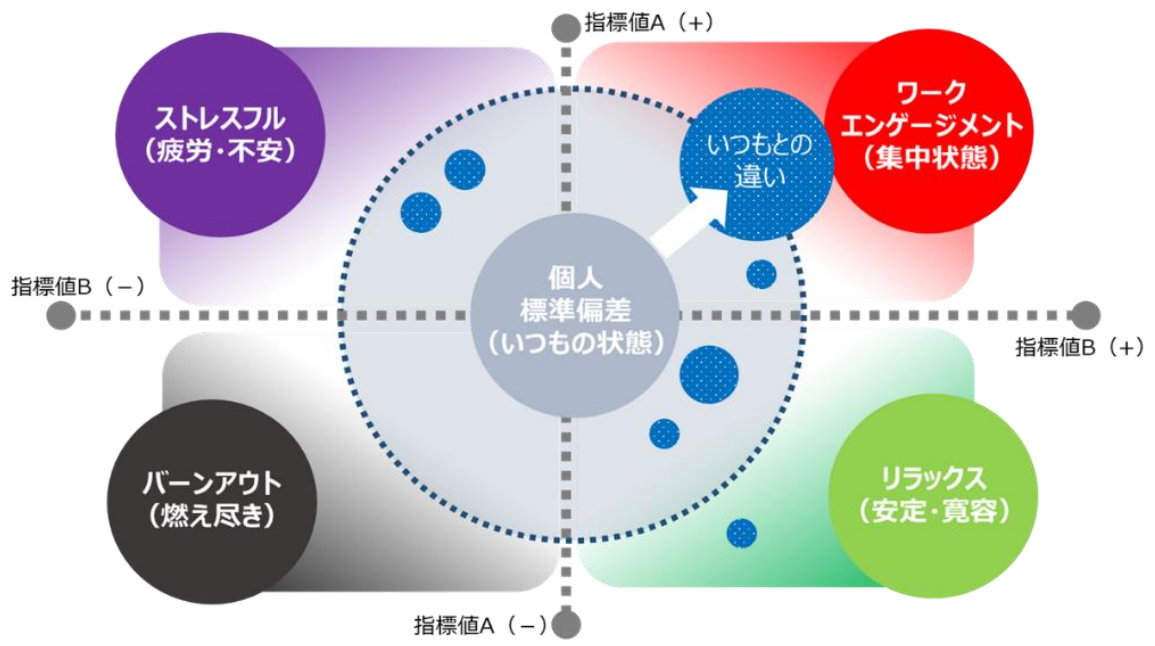 指標値A（+）
ストレスフル
（疲労・不安）
いつもとの
違い
ワーク
エンゲージメント
（集中状態）
指標値B（－）
個人
標準偏差
（いつもの状態）
指標値B（+）
バーンアウト
（燃え尽き）
リラックス
（安定・寛容）
指標値A（－）